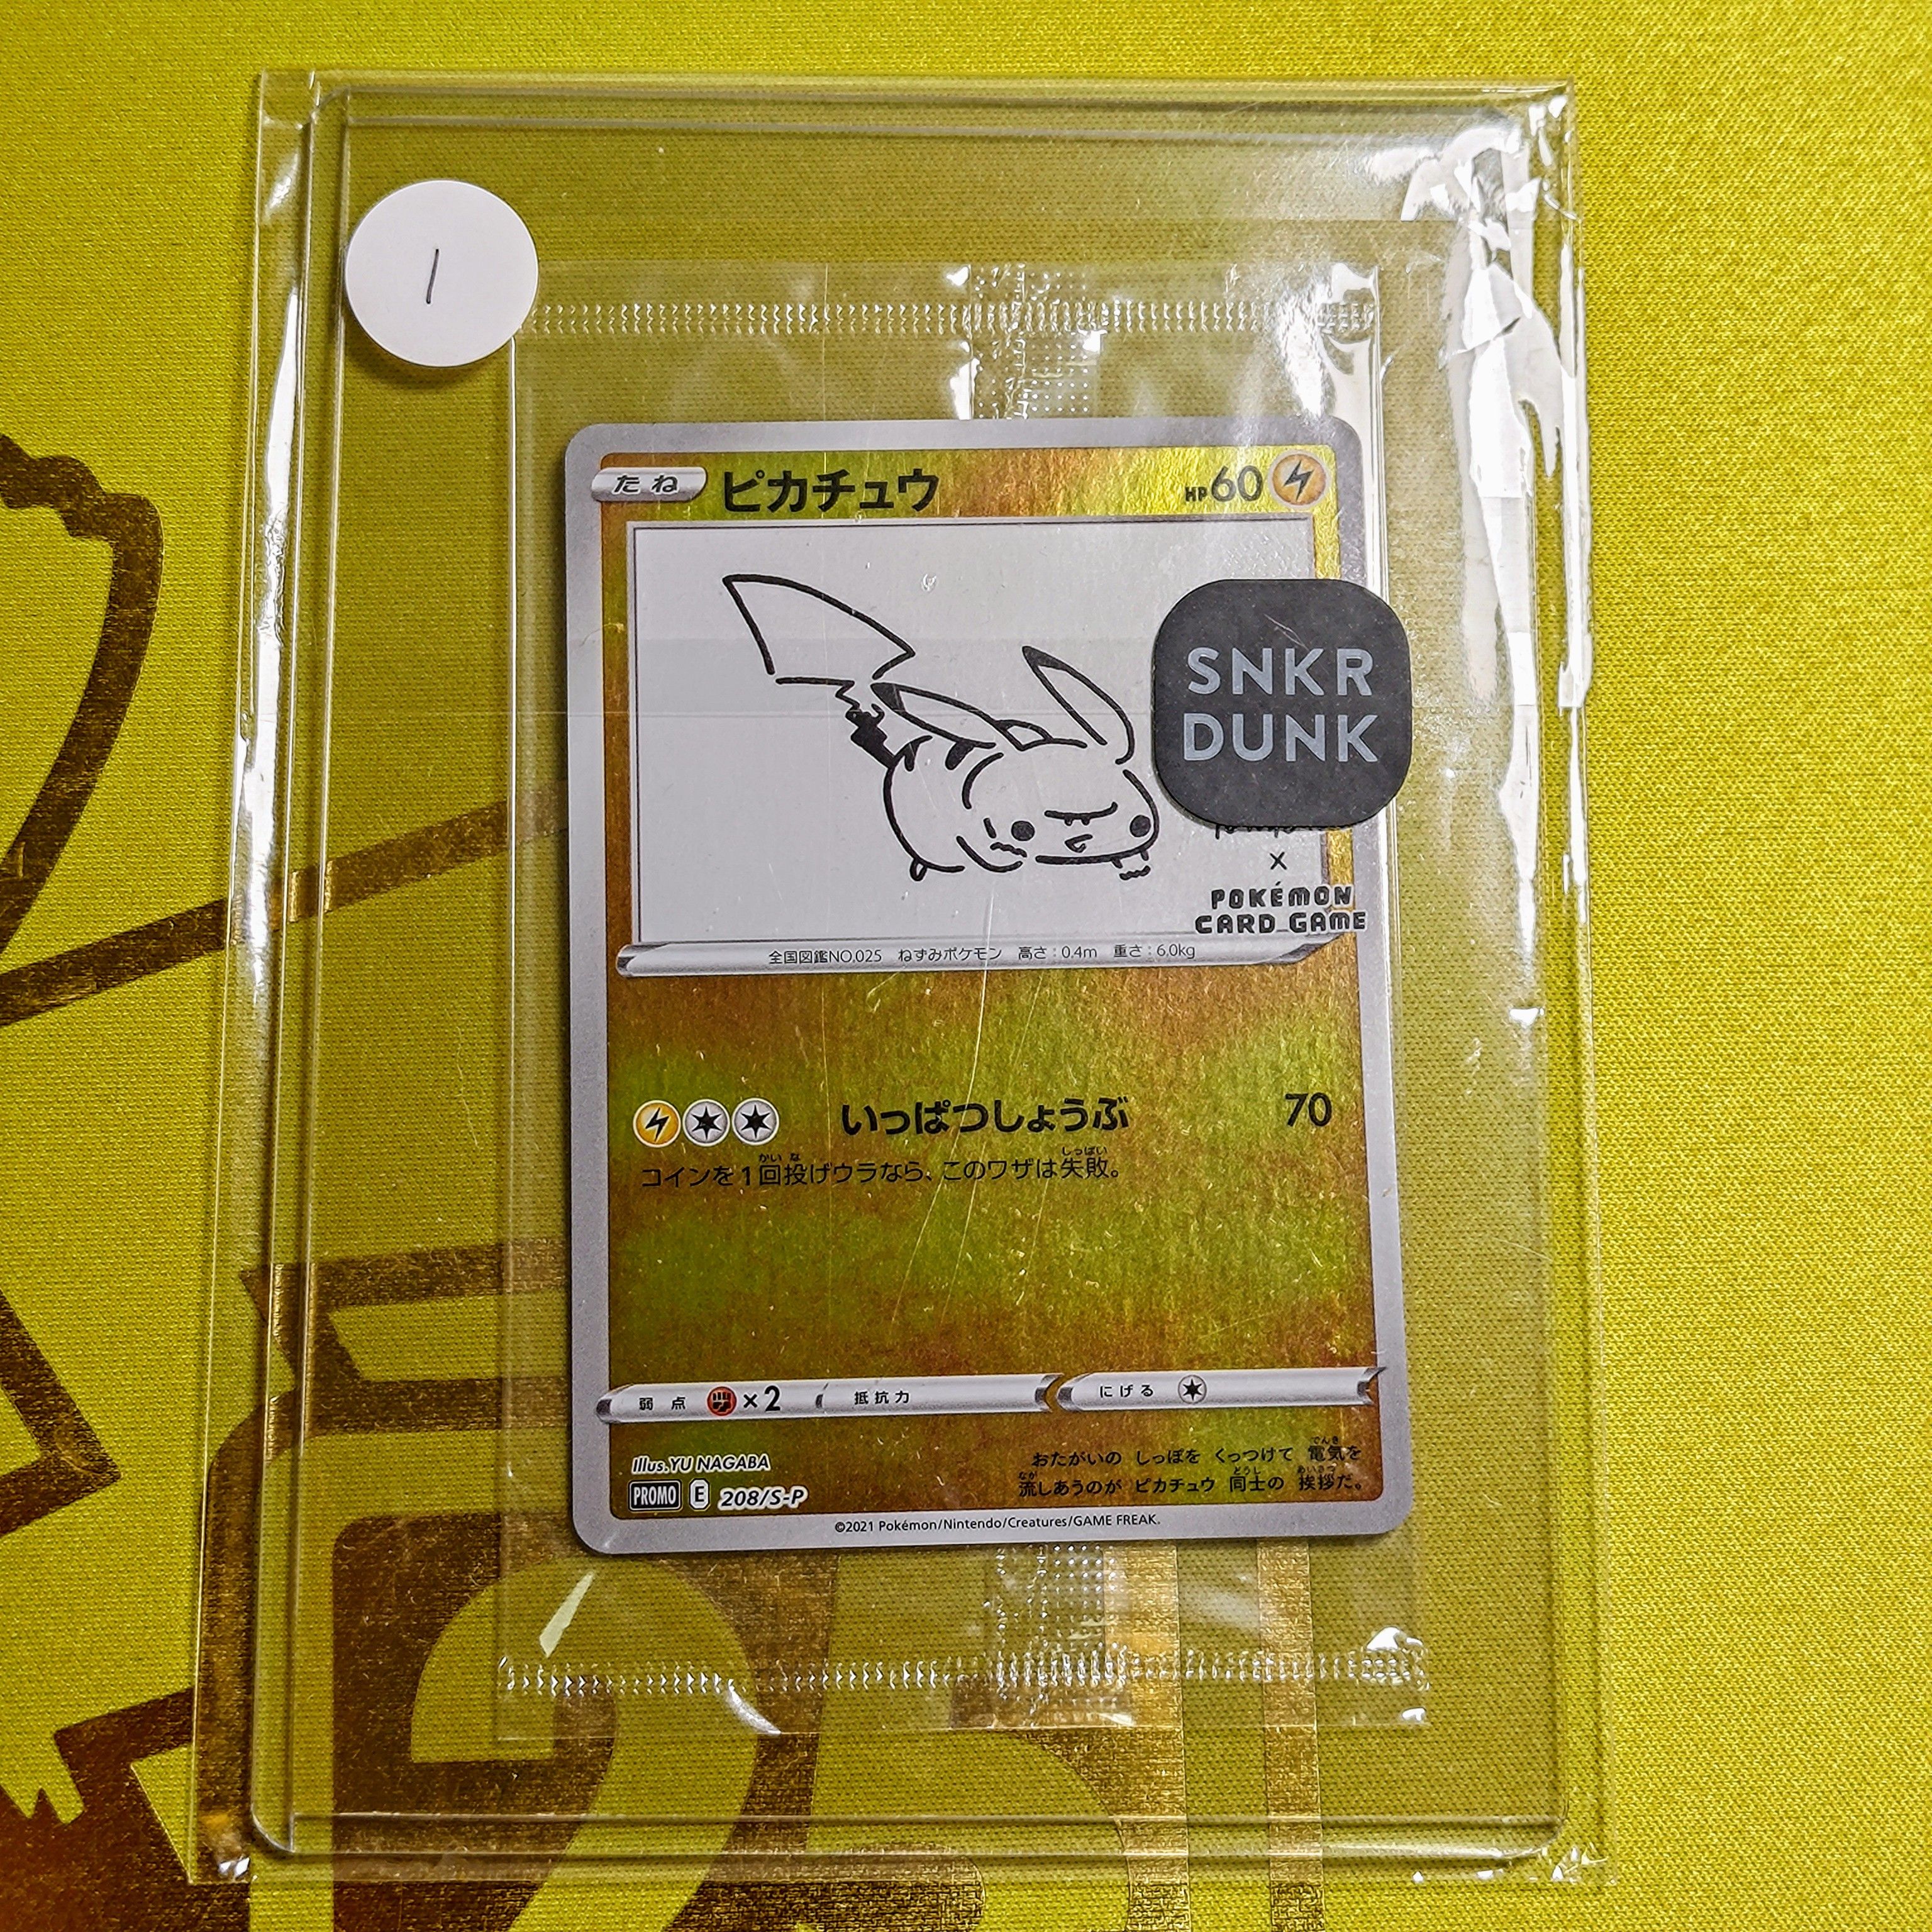 1
たね ピカチュウ HP60
SNKR
DUNK
×
POKÉMON
CARD GAME
全国図鑑NO.025 ねずみポケモン 高さ:0.4m 重さ:6.0kg
いっぱつしょうぶ 70
コインを1回投げウラなら、このワザは失敗。
弱点 ×2 抵抗力 にげる
Illus.YU NAGABA
おたがいの しっぽを くっつけて 電気を
流しあうのが ピカチュウ 同士の 挨拶だ。
PROMO E 208/S-P
©2021 Pokémon/Nintendo/Creatures/GAME FREAK.